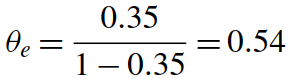 θe = 0.35 / (1 − 0.35) = 0.54